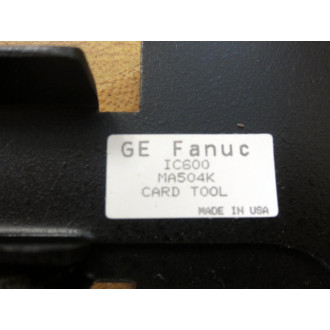 GE Fanuc
IC600
MA504K
CARD TOOL
MADE IN USA